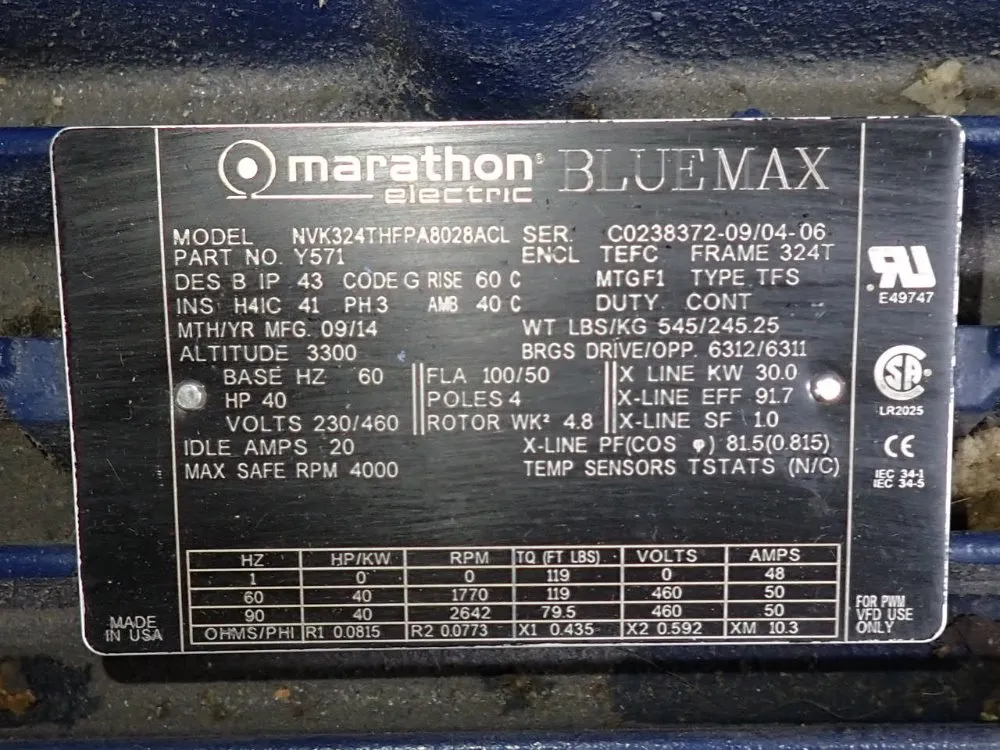 marathon® BLUE MAX
electric
MODEL NVK324THFPA8028ACL SER. C0238372-09/04-06
PART NO. Y571 ENCL TEFC FRAME 324T
DES B IP 43 CODE G RISE 60 C MTGF1 TYPE TFS
INS H4IC 41 PH 3 AMB 40 C DUTY CONT
MTH/YR MFG. 09/14 WT LBS/KG 545/245.25
ALTITUDE 3300 BRGS DRIVE/OPP. 6312/6311
BASE HZ 60 FLA 100/50 X LINE KW 30.0
HP 40 POLES 4 X-LINE EFF 91.7
VOLTS 230/460 ROTOR WK² 4.8 X-LINE SF 1.0
IDLE AMPS 20 X-LINE PF(COS φ) 81.5(0.815)
MAX SAFE RPM 4000 TEMP SENSORS TSTATS (N/C)
HZ HP/KW RPM TQ (FT LBS) VOLTS AMPS
1 0 0 119 0 48
60 40 1770 119 460 50
90 40 2642 79.5 460 50
OHMS/PH R1 0.0815 R2 0.0773 X1 0.435 X2 0.592 XM 10.3
MADE
IN USA
RU
E49747
SA
LR2025
CE
IEC 34-1
IEC 34-5
FOR PWM
VFD USE
ONLY